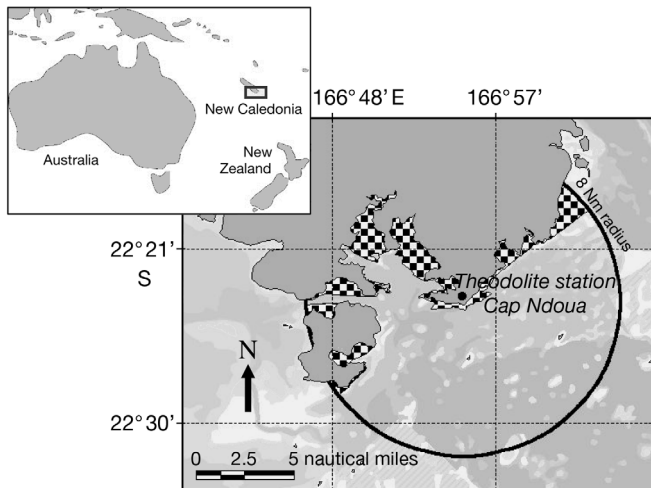 New Caledonia
Australia
New
Zealand
166° 48’ E
166° 57’
8 Nm radius
22° 21’
S
Theodolite station
Cap Ndoua
N
22° 30’
0 2.5 5 nautical miles